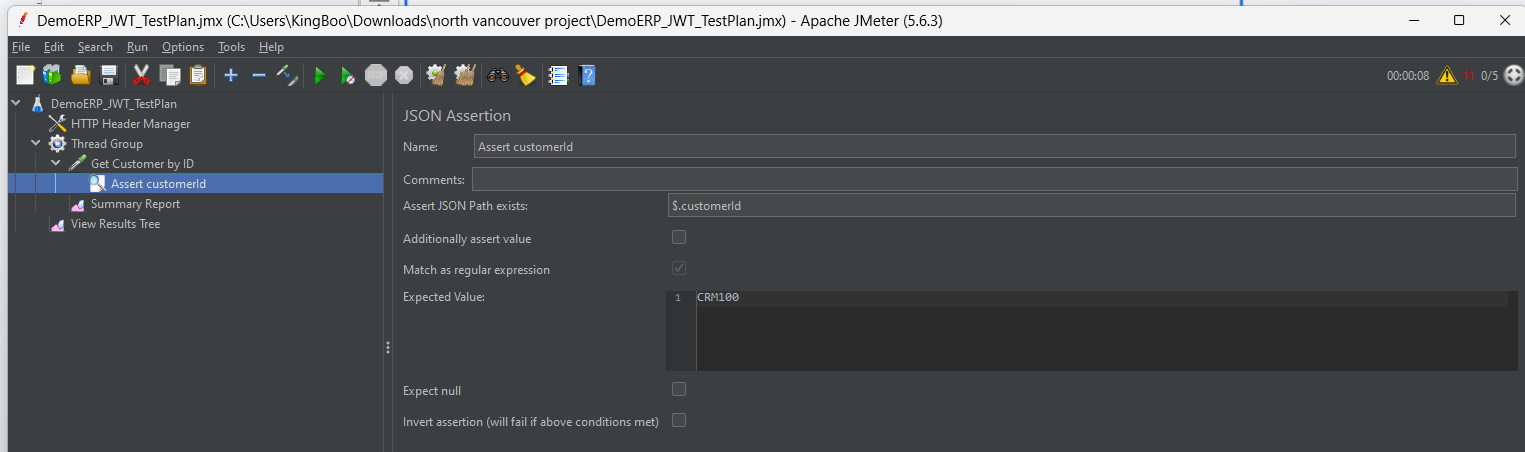 DemoERP_JWT_TestPlan.jmx (C:\Users\KingBoo\Downloads\north vancouver project\DemoERP_JWT_TestPlan.jmx) - Apache JMeter (5.6.3)
File Edit Search Run Options Tools Help
STOP 00:00:08 11 0/5
DemoERP_JWT_TestPlan
HTTP Header Manager
Thread Group
Get Customer by ID
Assert customerId
Summary Report
View Results Tree
JSON Assertion
Name: Assert customerId
Comments:
Assert JSON Path exists: $.customerId
Additionally assert value
Match as regular expression
Expected Value: 1 CRM100
Expect null
Invert assertion (will fail if above conditions met)